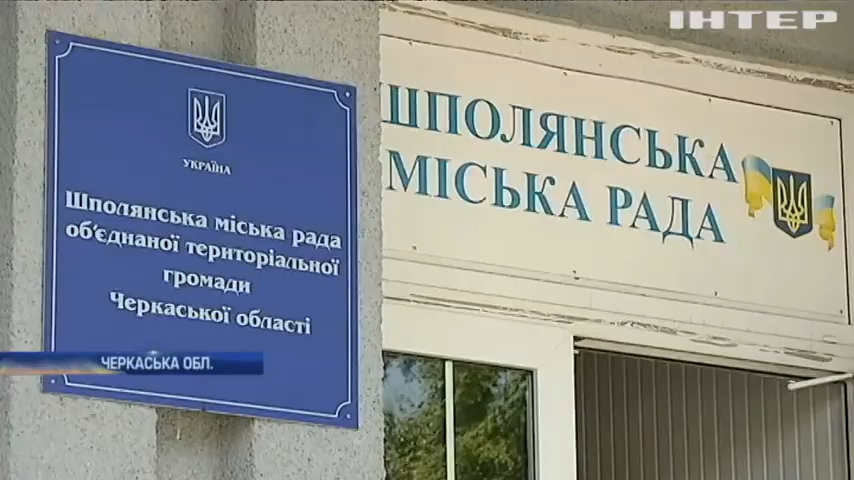 ІНТЕР
УКРАЇНА
Шполянська міська рада
об'єднаної територіальної
громади
Черкаської області
ШПОЛЯНСЬКА
МІСЬКА РАДА
ЧЕРКАСЬКА ОБЛ.